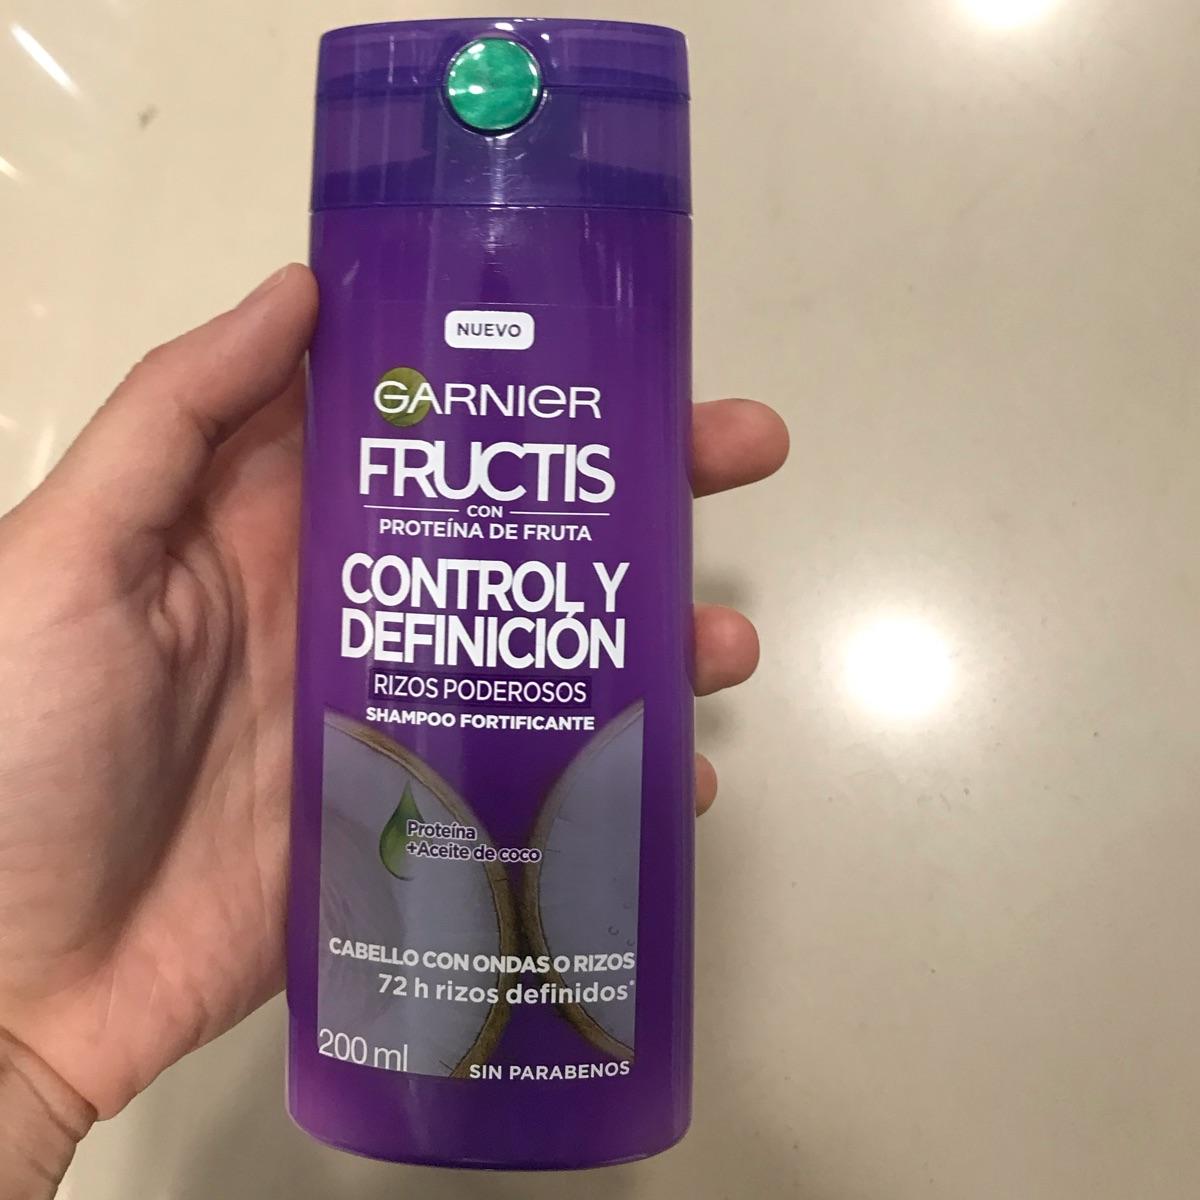 NUEVO
GARNIER
FRUCTIS
CON
PROTEÍNA DE FRUTA
CONTROL Y
DEFINICIÓN
RIZOS PODEROSOS
SHAMPOO FORTIFICANTE
Proteína
+Aceite de coco
CABELLO CON ONDAS O RIZOS
72 h rizos definidos*
200 ml
SIN PARABENOS